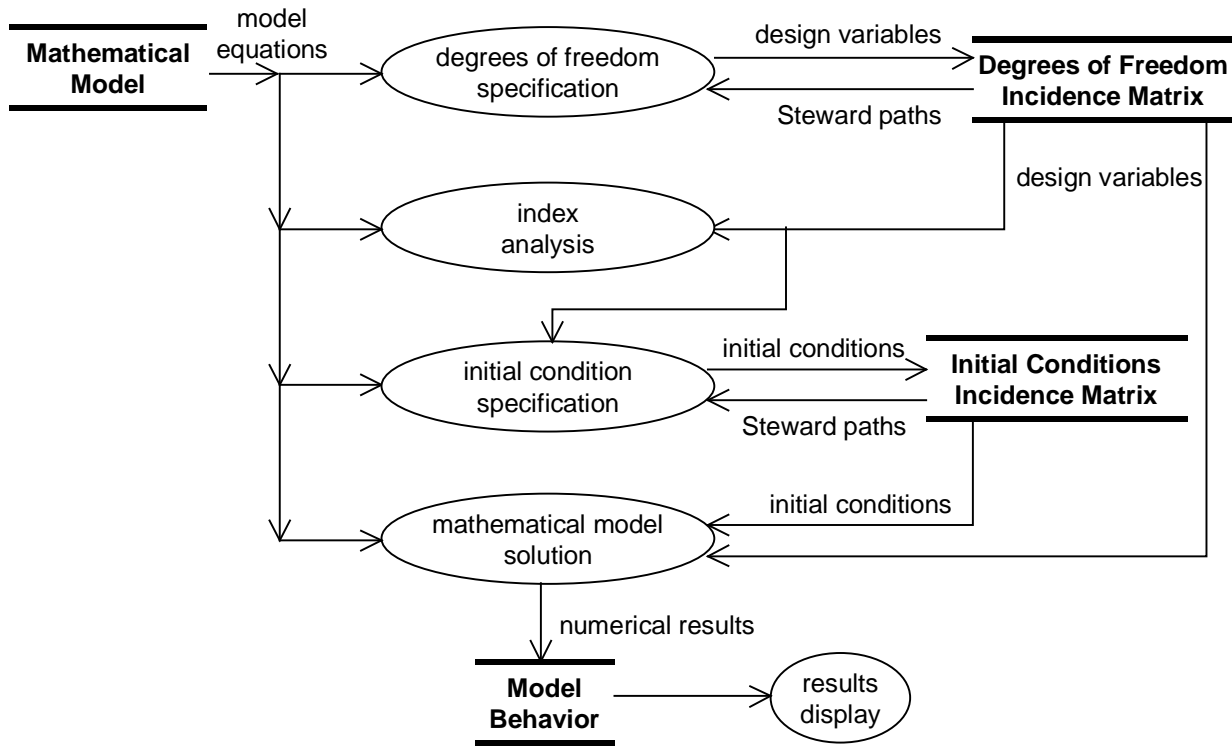 model
equations
Mathematical
Model
degrees of freedom
specification
design variables
Steward paths
Degrees of Freedom
Incidence Matrix
design variables
index
analysis
initial condition
specification
initial conditions
Steward paths
Initial Conditions
Incidence Matrix
initial conditions
mathematical model
solution
numerical results
Model
Behavior
results
display